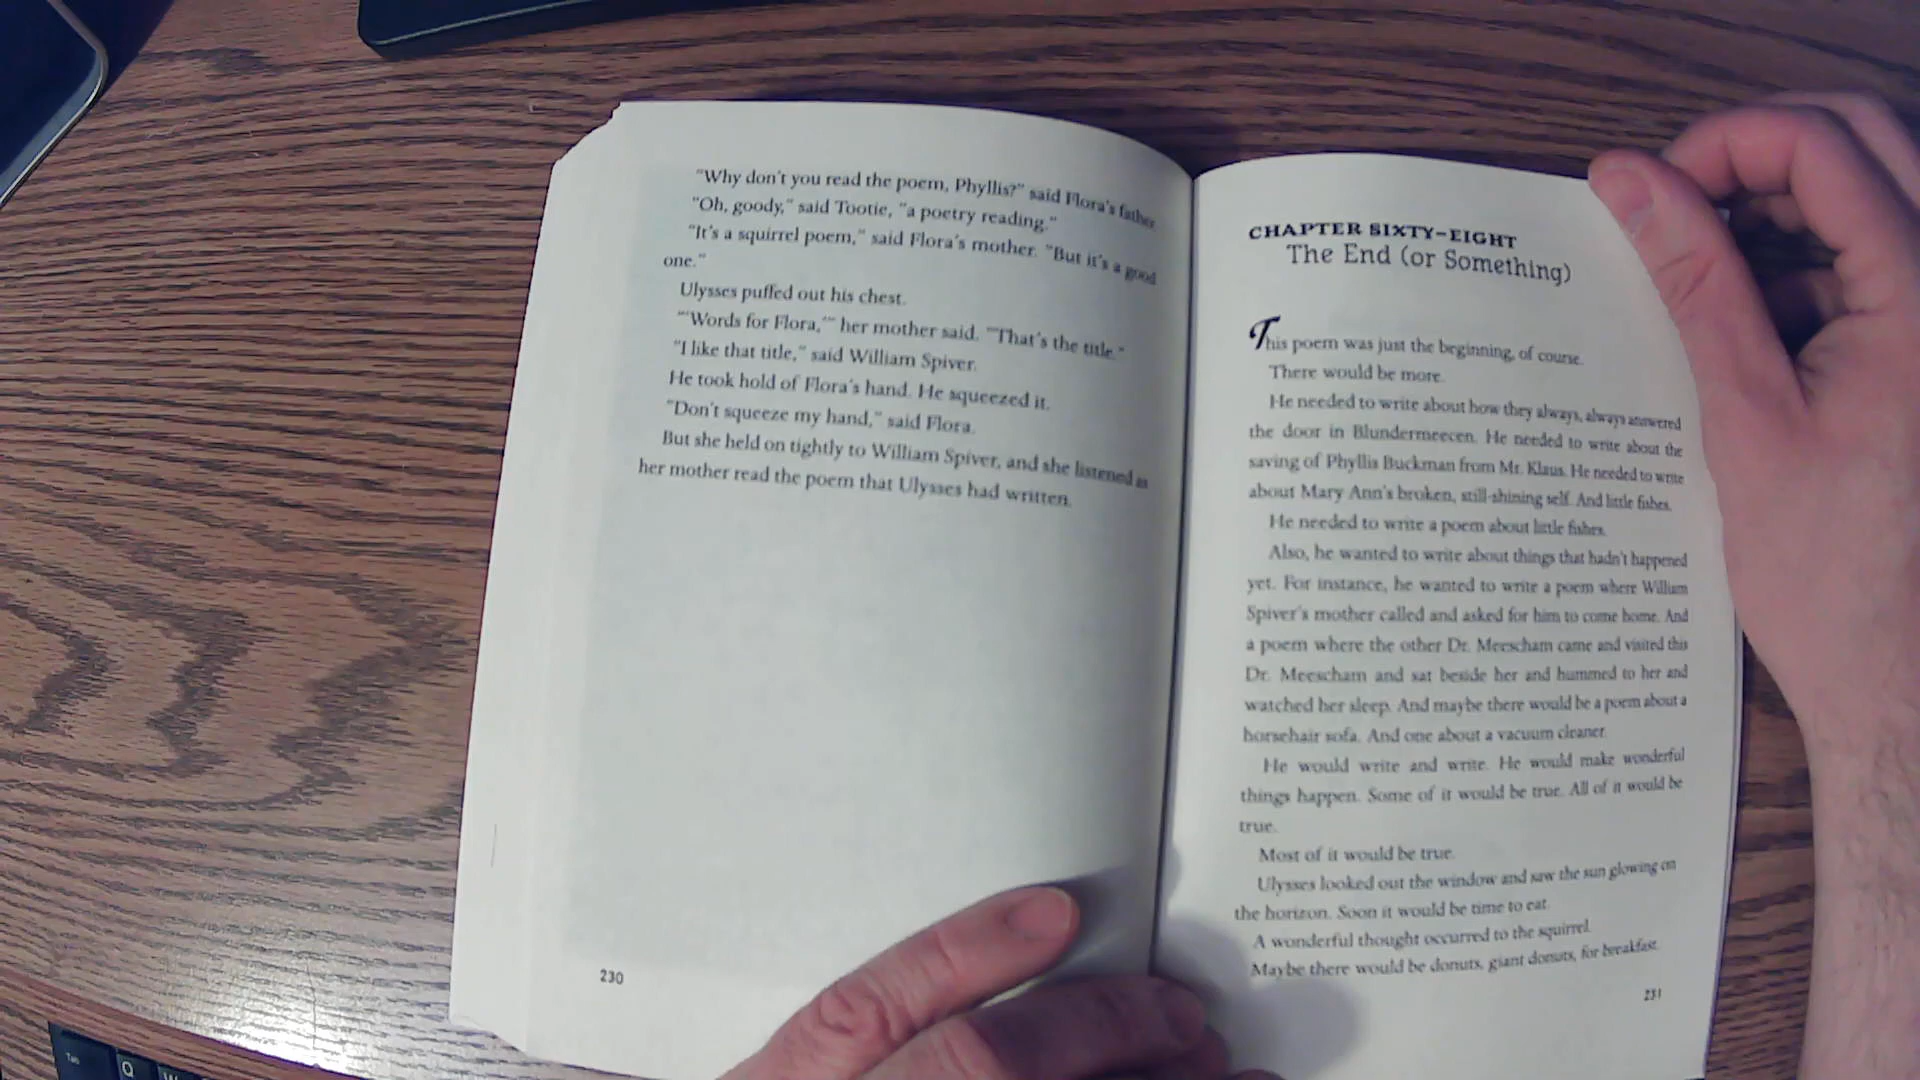 "Why don't you read the poem, Phyllis?" said Flora's father.
"Oh, goody," said Tootie, "a poetry reading."
"It's a squirrel poem," said Flora's mother. "But it's a good
one."
Ulysses puffed out his chest.
"'Words for Flora,'" her mother said. "That's the title."
"I like that title," said William Spiver.
He took hold of Flora's hand. He squeezed it.
"Don't squeeze my hand," said Flora.
But she held on tightly to William Spiver, and she listened as
her mother read the poem that Ulysses had written.
230
CHAPTER SIXTY-EIGHT
The End (or Something)
This poem was just the beginning, of course.
There would be more.
He needed to write about how they always, always answered
the door in Blundermeecen. He needed to write about the
saving of Phyllis Buckman from Mr. Klaus. He needed to write
about Mary Ann's broken, still-shining self. And little fishes.
He needed to write a poem about little fishes.
Also, he wanted to write about things that hadn't happened
yet. For instance, he wanted to write a poem where William
Spiver's mother called and asked for him to come home. And
a poem where the other Dr. Meescham came and visited this
Dr. Meescham and sat beside her and hummed to her and
watched her sleep. And maybe there would be a poem about a
horsehair sofa. And one about a vacuum cleaner.
He would write and write. He would make wonderful
things happen. Some of it would be true. All of it would be
true.
Most of it would be true.
Ulysses looked out the window and saw the sun glowing on
the horizon. Soon it would be time to eat.
A wonderful thought occurred to the squirrel.
Maybe there would be donuts, giant donuts, for breakfast.
231
Tab
Q
W